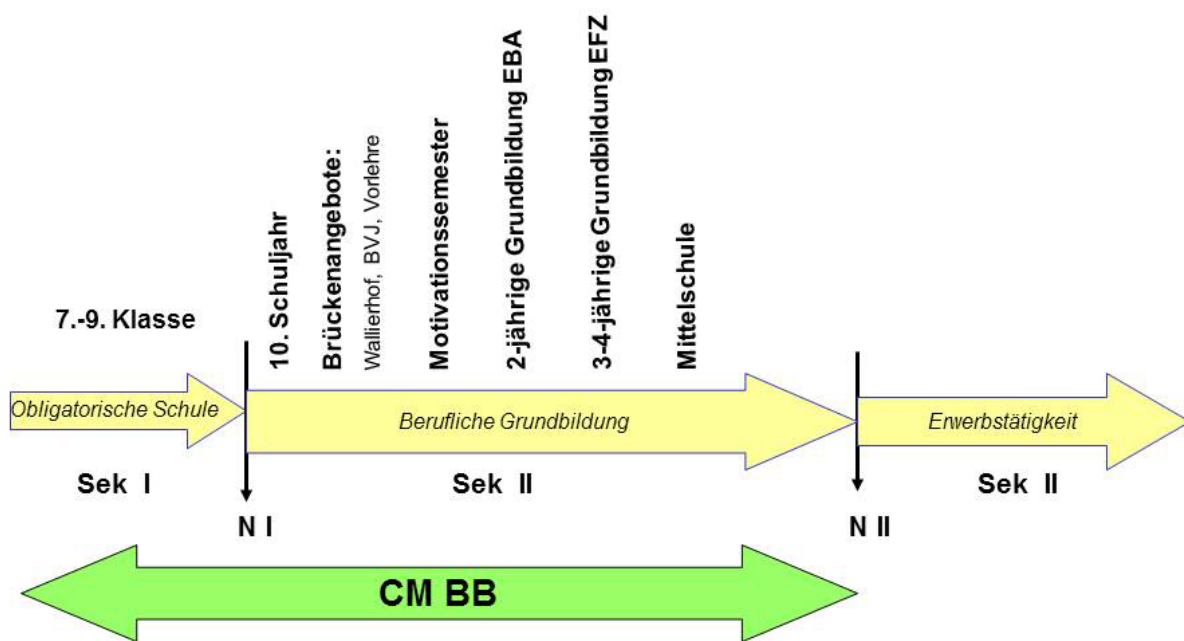 7.-9. Klasse
10. Schuljahr
Brückenangebote:
Wallierhof, BVJ, Vorlehre
Motivationssemester
2-jährige Grundbildung EBA
3-4-jährige Grundbildung EFZ
Mittelschule
Obligatorische Schule
Berufliche Grundbildung
Erwerbstätigkeit
Sek I
Sek II
Sek II
N I
N II
CM BB